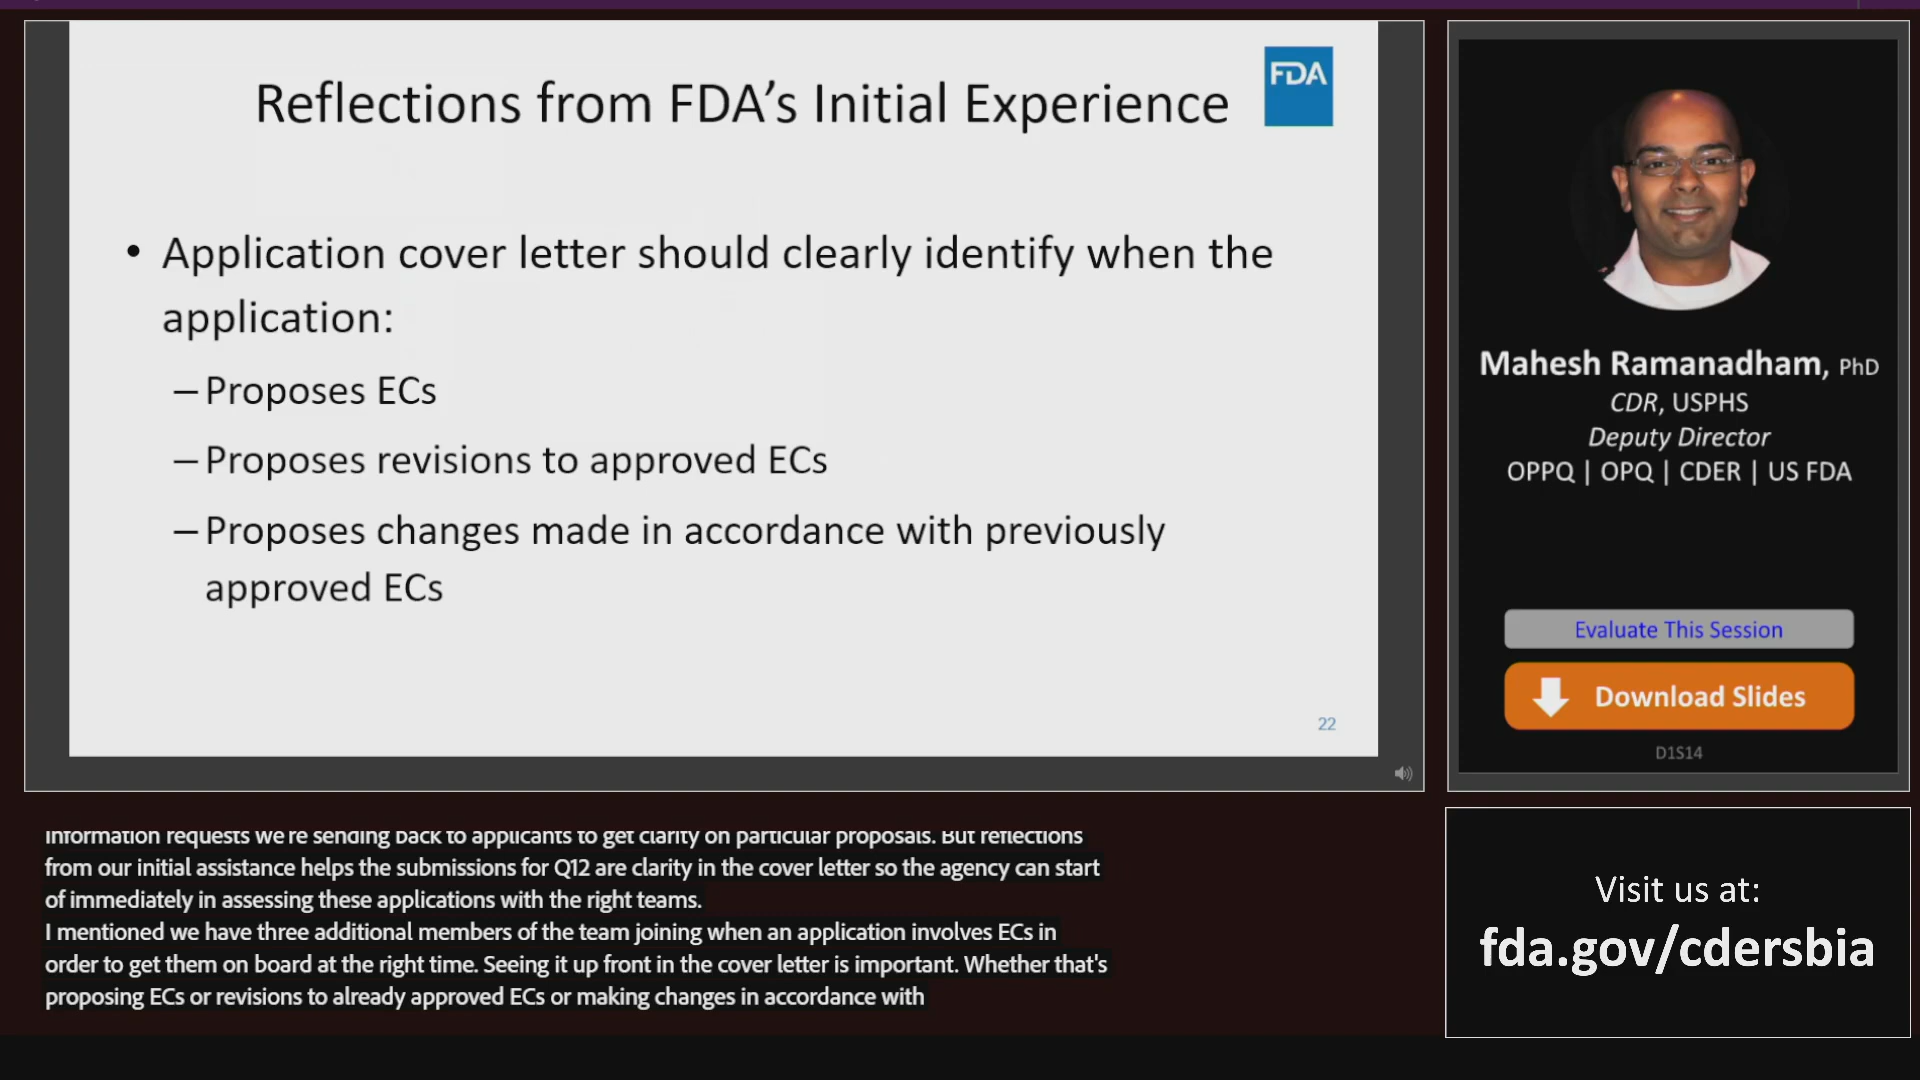 Reflections from FDA's Initial Experience
FDA
• Application cover letter should clearly identify when the
application:
– Proposes ECs
– Proposes revisions to approved ECs
– Proposes changes made in accordance with previously
approved ECs
22
Mahesh Ramanadham, PhD
CDR, USPHS
Deputy Director
OPPQ | OPQ | CDER | US FDA
Evaluate This Session
Download Slides
D1S14
information requests we're sending back to applicants to get clarity on particular proposals. But reflections
from our initial assistance helps the submissions for Q12 are clarity in the cover letter so the agency can start
of immediately in assessing these applications with the right teams.
I mentioned we have three additional members of the team joining when an application involves ECs in
order to get them on board at the right time. Seeing it up front in the cover letter is important. Whether that's
proposing ECs or revisions to already approved ECs or making changes in accordance with
Visit us at:
fda.gov/cdersbia